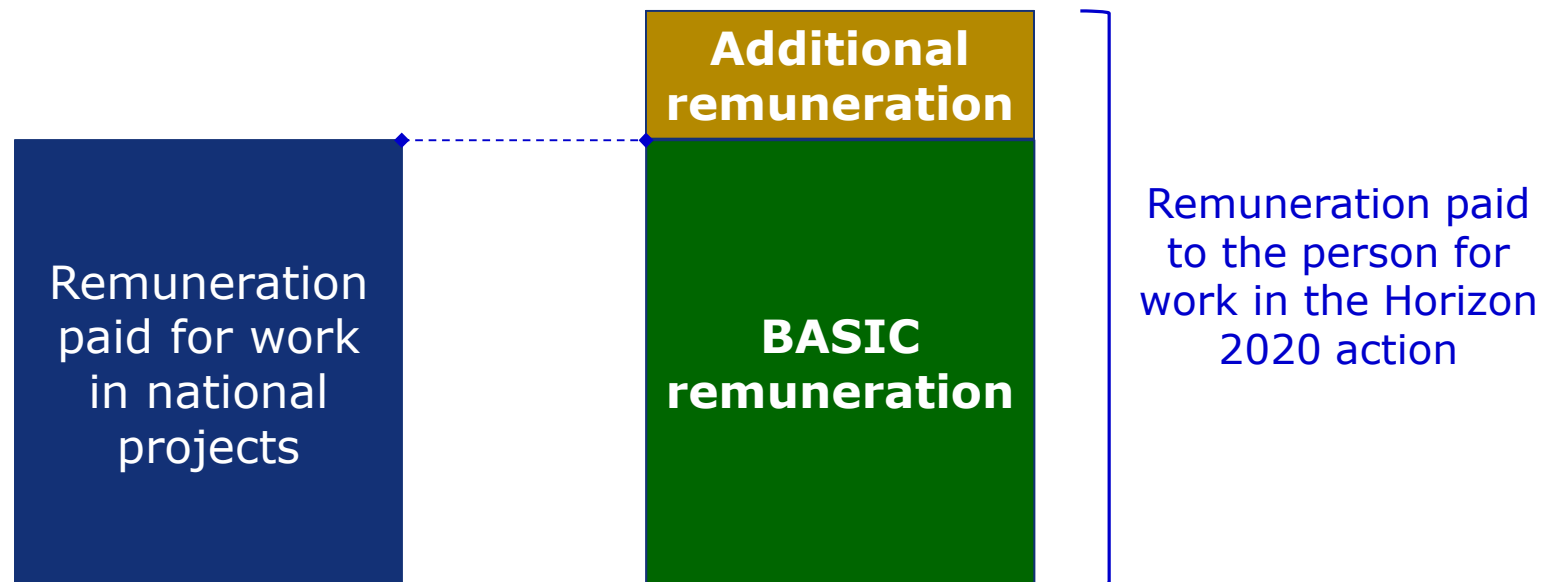 Additional
remuneration
Remuneration
paid for work
in national
projects
BASIC
remuneration
Remuneration paid
to the person for
work in the Horizon
2020 action